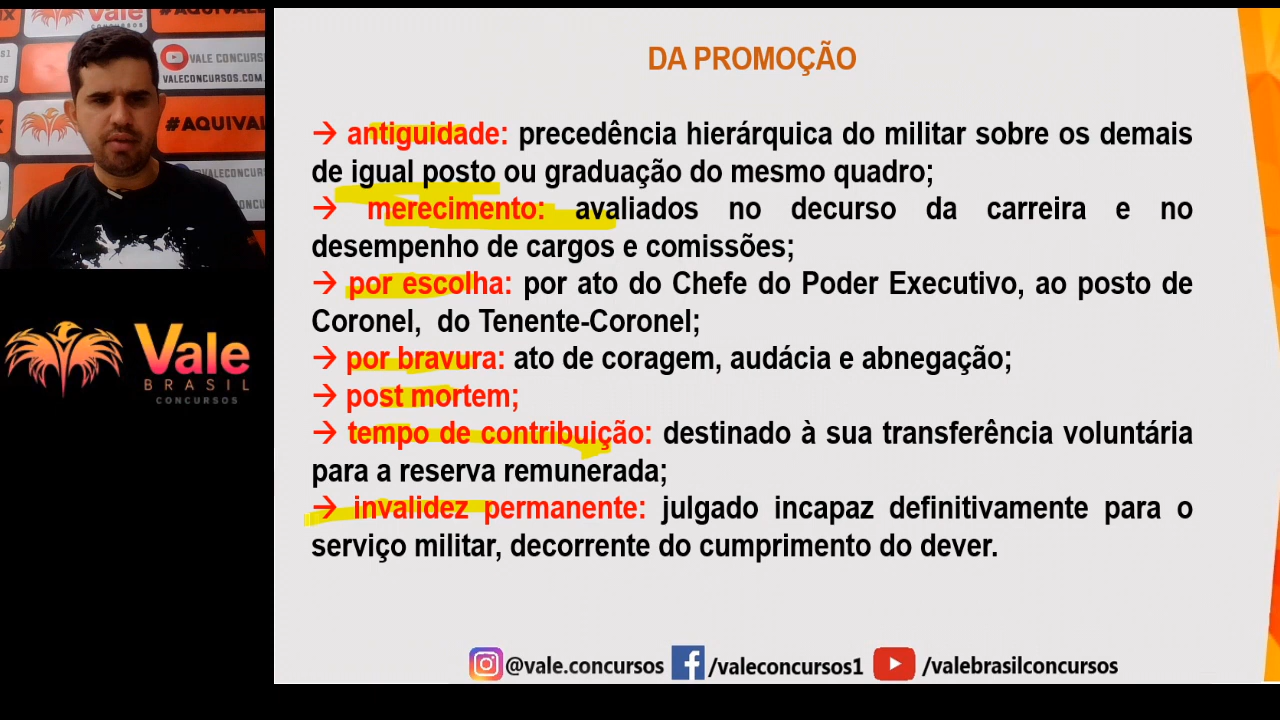 DA PROMOÇÃO
→ antiguidade: precedência hierárquica do militar sobre os demais
de igual posto ou graduação do mesmo quadro;
→ merecimento: avaliados no decurso da carreira e no
desempenho de cargos e comissões;
→ por escolha: por ato do Chefe do Poder Executivo, ao posto de
Coronel, do Tenente-Coronel;
→ por bravura: ato de coragem, audácia e abnegação;
→ post mortem;
→ tempo de contribuição: destinado à sua transferência voluntária
para a reserva remunerada;
→ invalidez permanente: julgado incapaz definitivamente para o
serviço militar, decorrente do cumprimento do dever.
@vale.concursos /valeconcursos1 /valebrasilconcursos
VALE CONCURS
VALECONCURSOS.COM.
#AQUIVAL
Vale
BRASIL
CONCURSOS